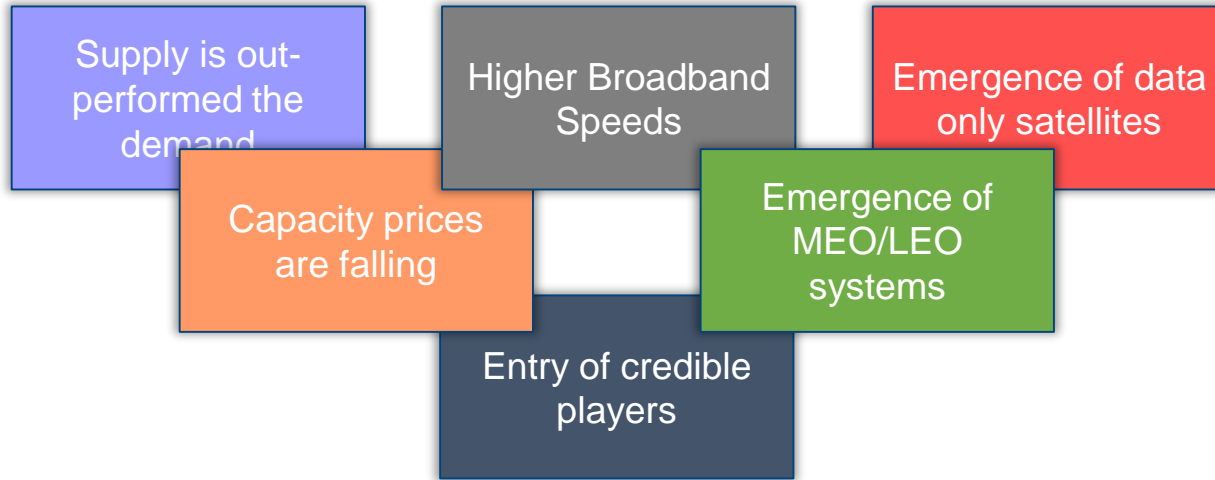 Supply is out-
performed the
demand
Higher Broadband
Speeds
Emergence of data
only satellites
Capacity prices
are falling
Emergence of
MEO/LEO
systems
Entry of credible
players